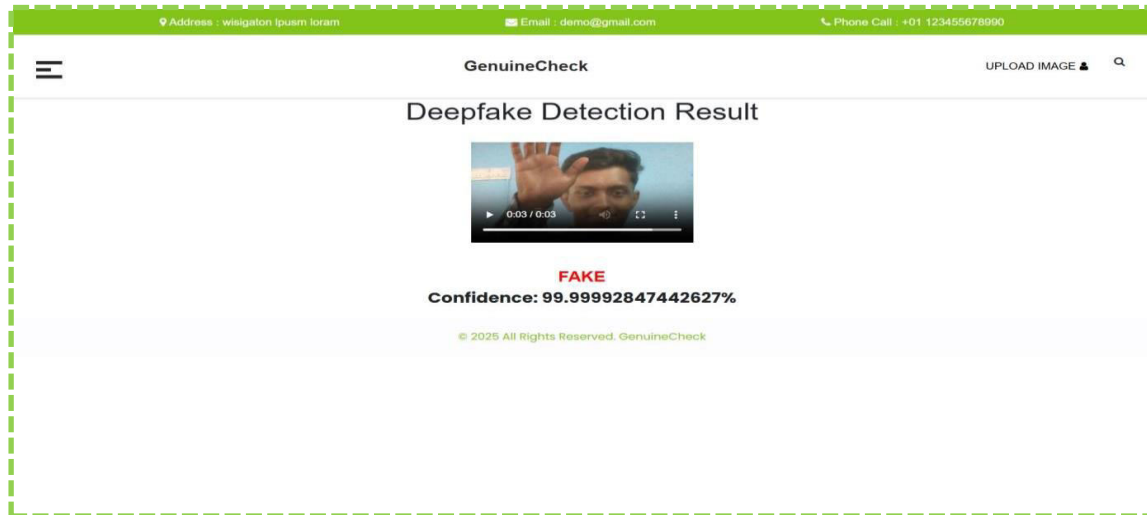 Address : wisigaton Ipusm loram
Email : demo@gmail.com
Phone Call : +01 123455678990
GenuineCheck
UPLOAD IMAGE
Deepfake Detection Result
0:03 / 0:03
FAKE
Confidence: 99.99992847442627%
© 2025 All Rights Reserved. GenuineCheck